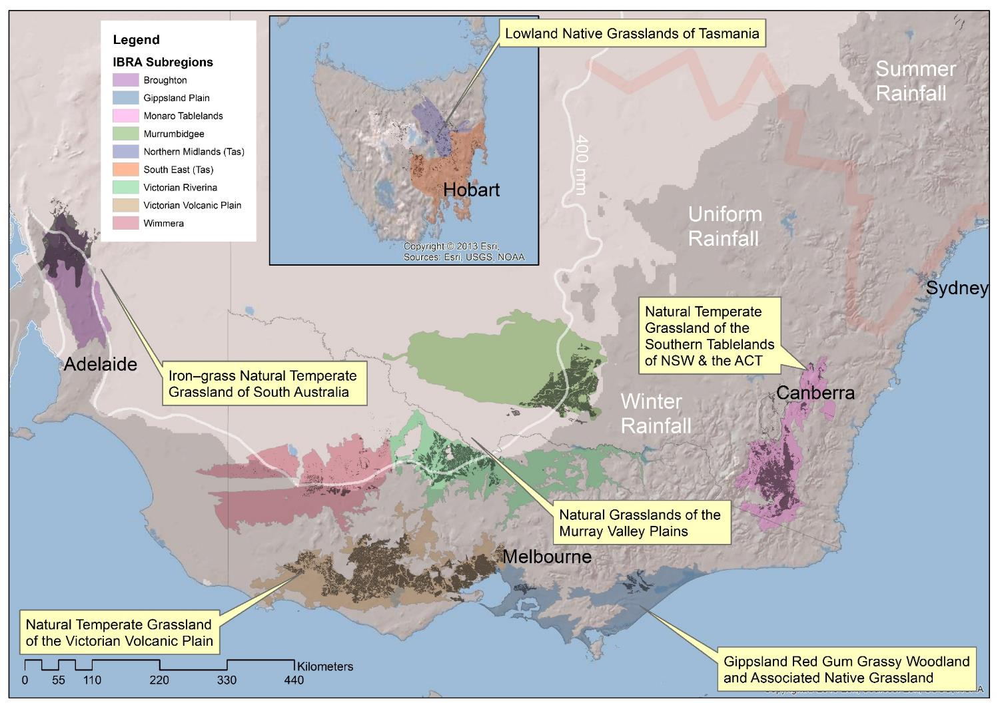 Legend
IBRA Subregions
Broughton
Gippsland Plain
Monaro Tablelands
Murrumbidgee
Northern Midlands (Tas)
South East (Tas)
Victorian Riverina
Victorian Volcanic Plain
Wimmera
Lowland Native Grasslands of Tasmania
Hobart
Copyright:© 2013 Esri,
Sources: Esri, USGS, NOAA
400 mm
Summer
Rainfall
Uniform
Rainfall
Sydney
Natural Temperate
Grassland of the
Southern Tablelands
of NSW & the ACT
Canberra
Winter
Rainfall
Adelaide
Iron–grass Natural Temperate
Grassland of South Australia
Natural Grasslands of the
Murray Valley Plains
Melbourne
Natural Temperate Grassland
of the Victorian Volcanic Plain
Gippsland Red Gum Grassy Woodland
and Associated Native Grassland
Kilometers
0 55 110 220 330 440